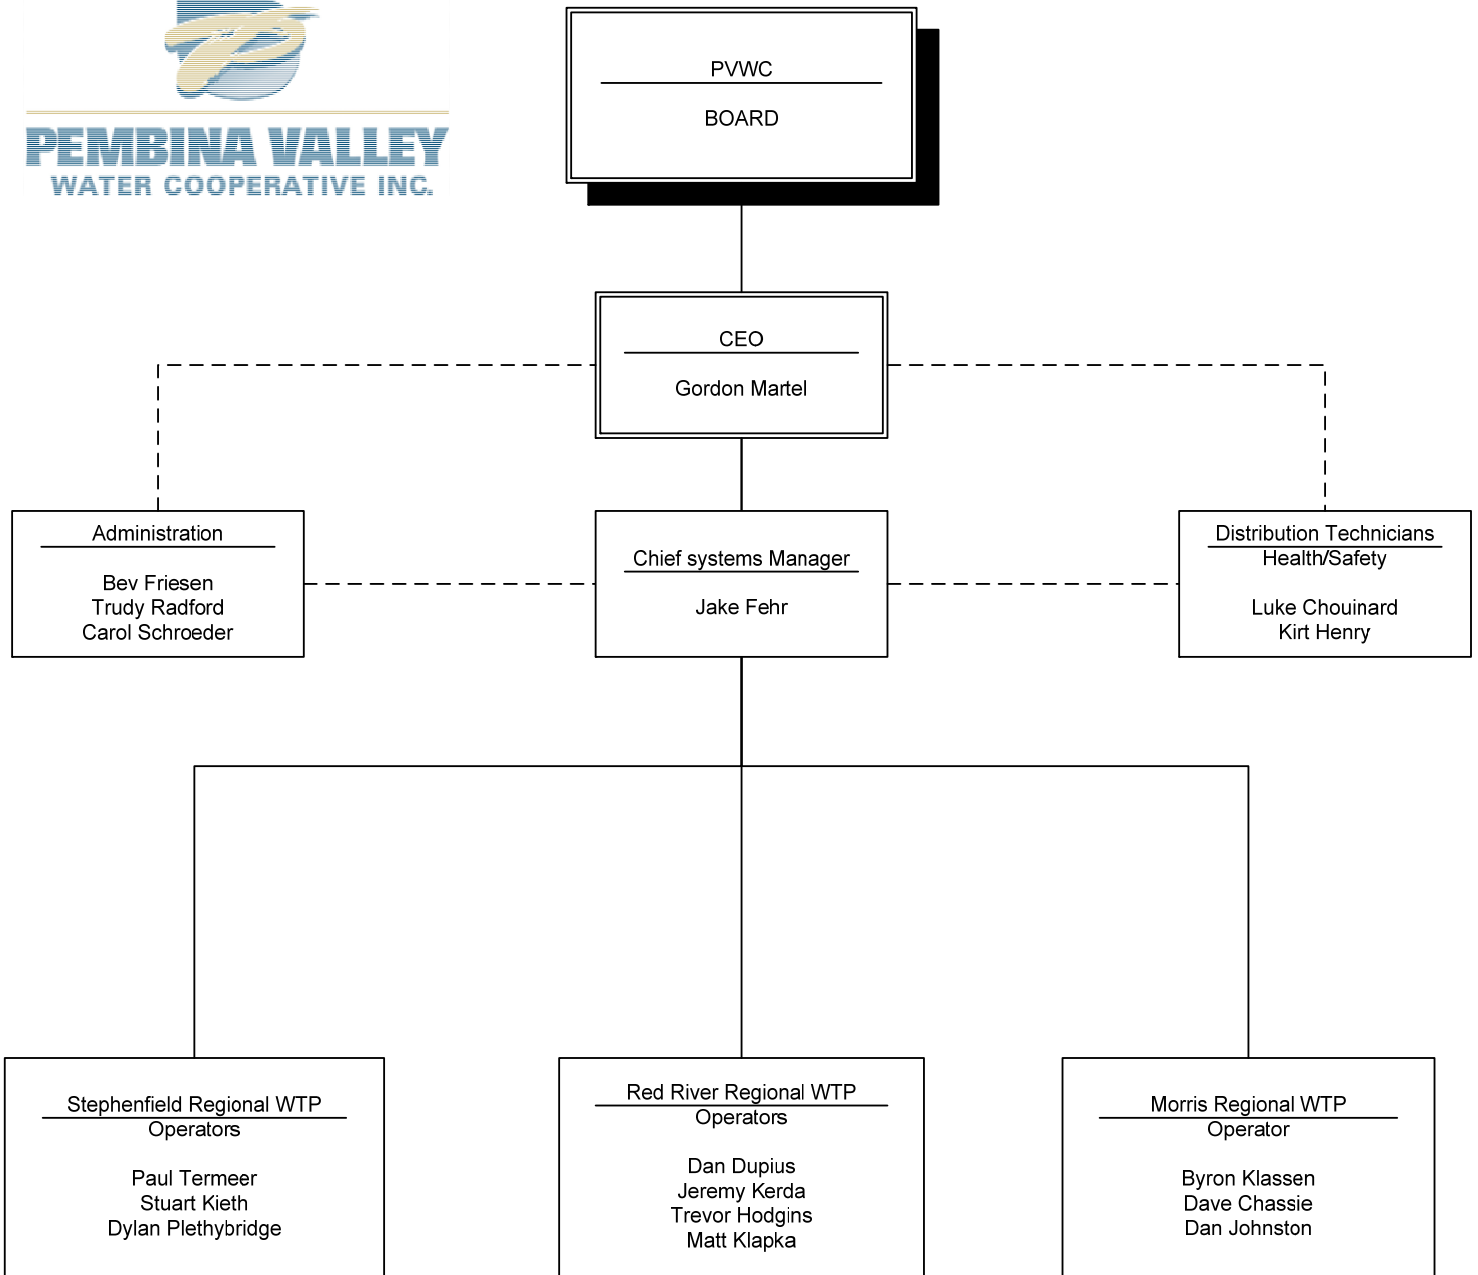 PEMBINA VALLEY
WATER COOPERATIVE INC.
PVWC
BOARD
CEO
Gordon Martel
Administration
Bev Friesen
Trudy Radford
Carol Schroeder
Chief systems Manager
Jake Fehr
Distribution Technicians
Health/Safety
Luke Chouinard
Kirt Henry
Stephenfield Regional WTP
Operators
Paul Termeer
Stuart Kieth
Dylan Plethybridge
Red River Regional WTP
Operators
Dan Dupius
Jeremy Kerda
Trevor Hodgins
Matt Klapka
Morris Regional WTP
Operator
Byron Klassen
Dave Chassie
Dan Johnston